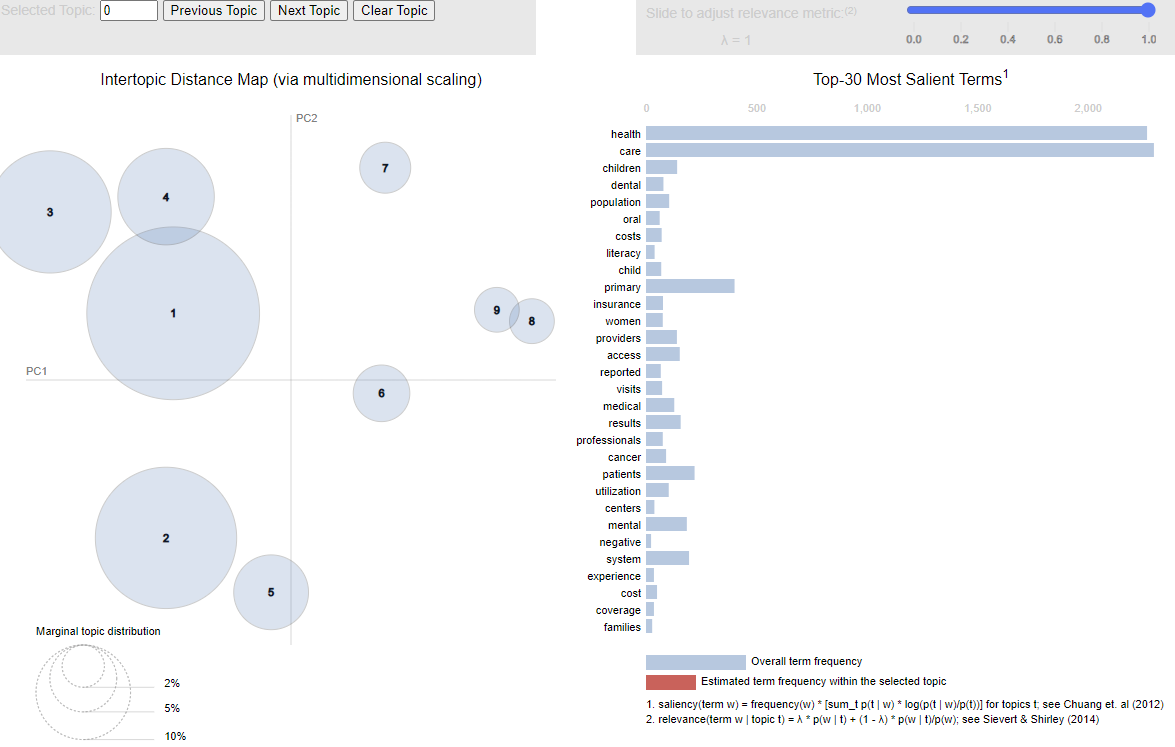 Selected Topic: 0 Previous Topic Next Topic Clear Topic
Slide to adjust relevance metric:(2)
λ = 1
0.0 0.2 0.4 0.6 0.8 1.0
Intertopic Distance Map (via multidimensional scaling)
PC2
PC1
3
4
7
1
9
8
6
2
5
Marginal topic distribution
2%
5%
10%
Top-30 Most Salient Terms1
0 500 1,000 1,500 2,000
health
care
children
dental
population
oral
costs
literacy
child
primary
insurance
women
providers
access
reported
visits
medical
results
professionals
cancer
patients
utilization
centers
mental
negative
system
experience
cost
coverage
families
Overall term frequency
Estimated term frequency within the selected topic
1. saliency(term w) = frequency(w) * [sum_t p(t | w) * log(p(t | w)/p(t))] for topics t; see Chuang et. al (2012)
2. relevance(term w | topic t) = λ * p(w | t) + (1 - λ) * p(w | t)/p(w); see Sievert & Shirley (2014)